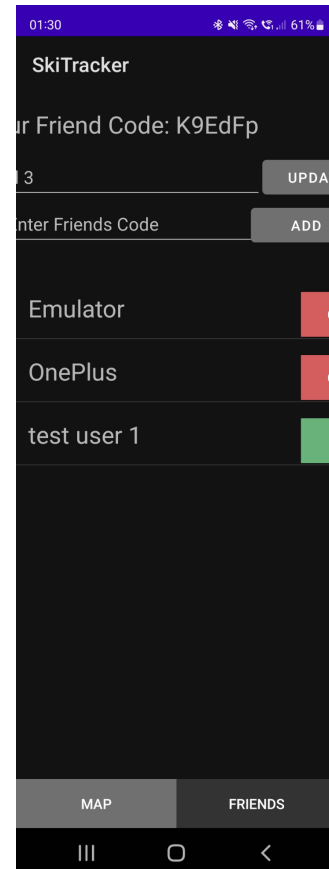 01:30 61%
SkiTracker
ur Friend Code: K9EdFp
l 3 UPDA
Enter Friends Code ADD
Emulator
OnePlus
test user 1
MAP FRIENDS